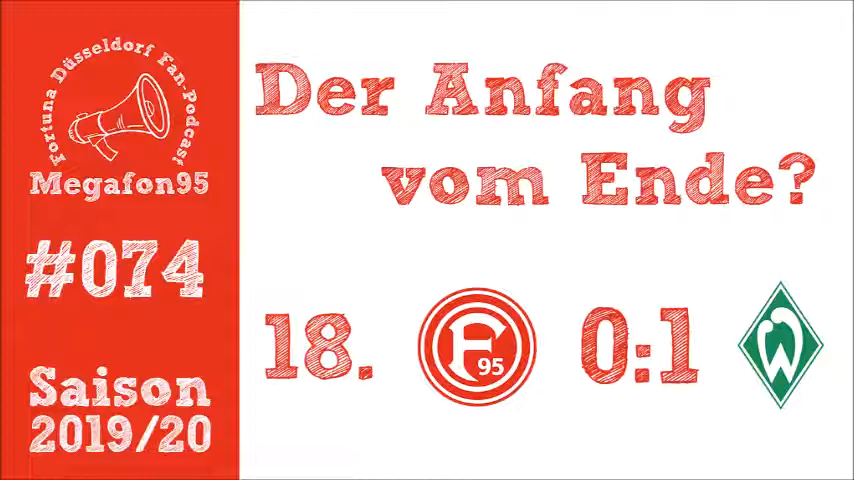 Fortuna Düsseldorf Fan-Podcast
Megafon95
#074
Saison
2019/20
Der Anfang
vom Ende?
18. F 95 0:1 W